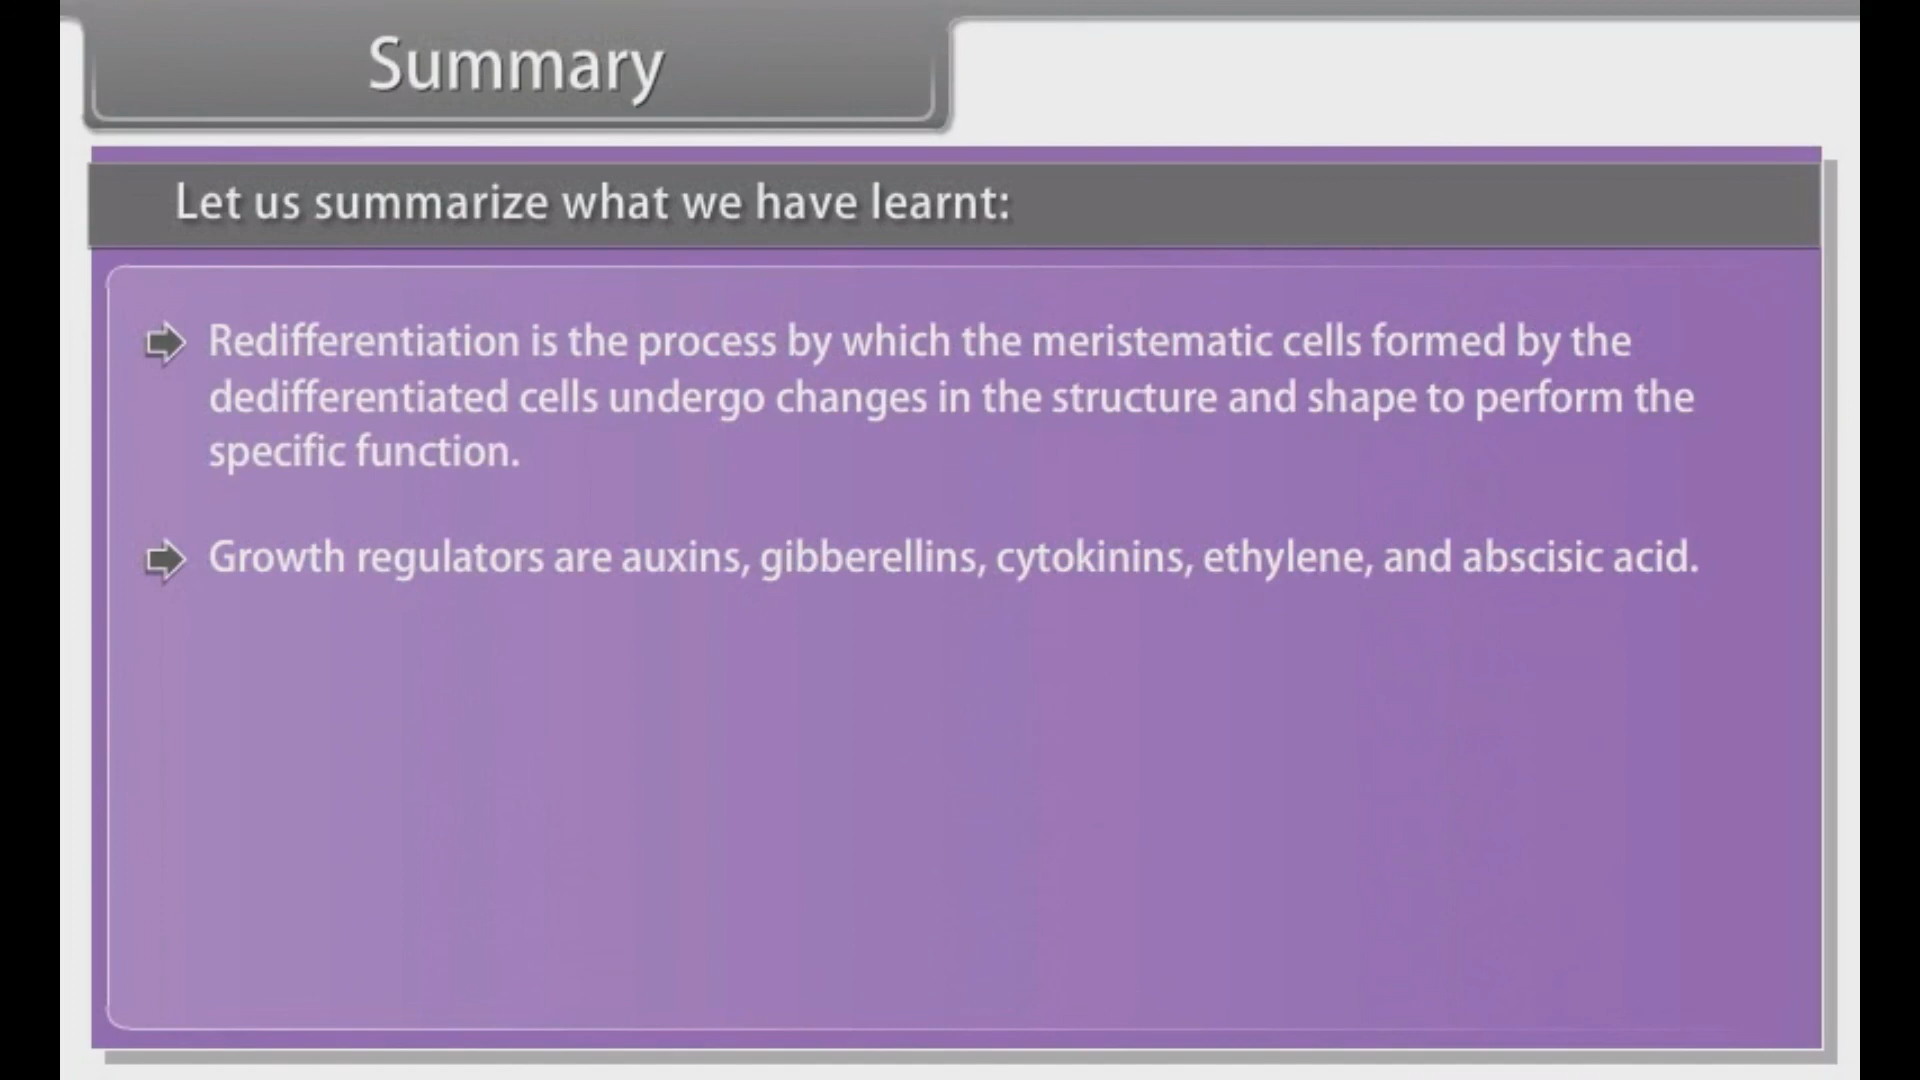 Summary
Let us summarize what we have learnt:
Redifferentiation is the process by which the meristematic cells formed by the
dedifferentiated cells undergo changes in the structure and shape to perform the
specific function.
Growth regulators are auxins, gibberellins, cytokinins, ethylene, and abscisic acid.